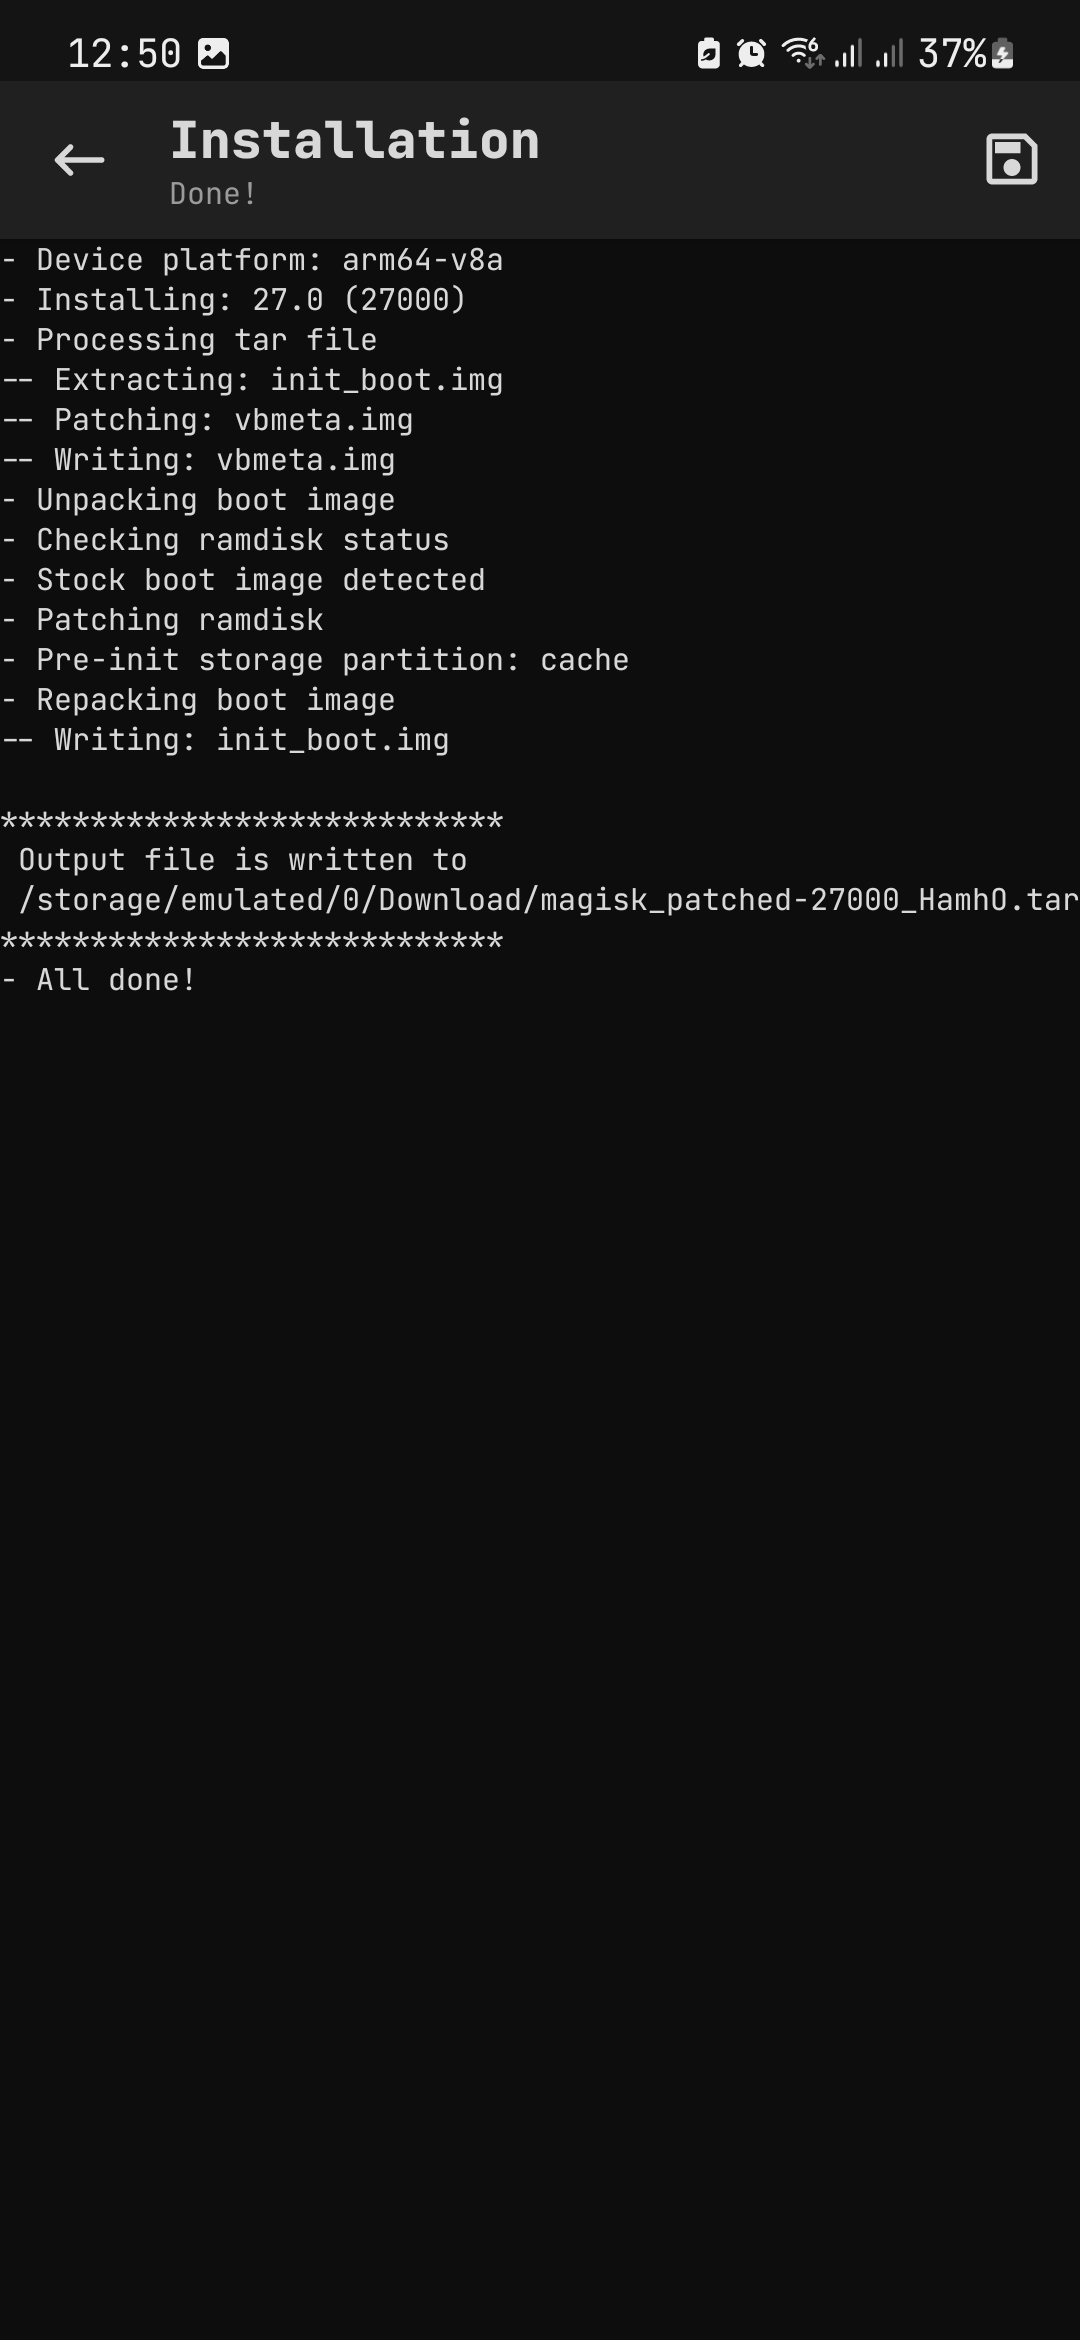 12:50 37%
Installation
Done!
- Device platform: arm64-v8a
- Installing: 27.0 (27000)
- Processing tar file
-- Extracting: init_boot.img
-- Patching: vbmeta.img
-- Writing: vbmeta.img
- Unpacking boot image
- Checking ramdisk status
- Stock boot image detected
- Patching ramdisk
- Pre-init storage partition: cache
- Repacking boot image
-- Writing: init_boot.img
****************************
Output file is written to
/storage/emulated/0/Download/magisk_patched-27000_HamhO.tar
****************************
- All done!